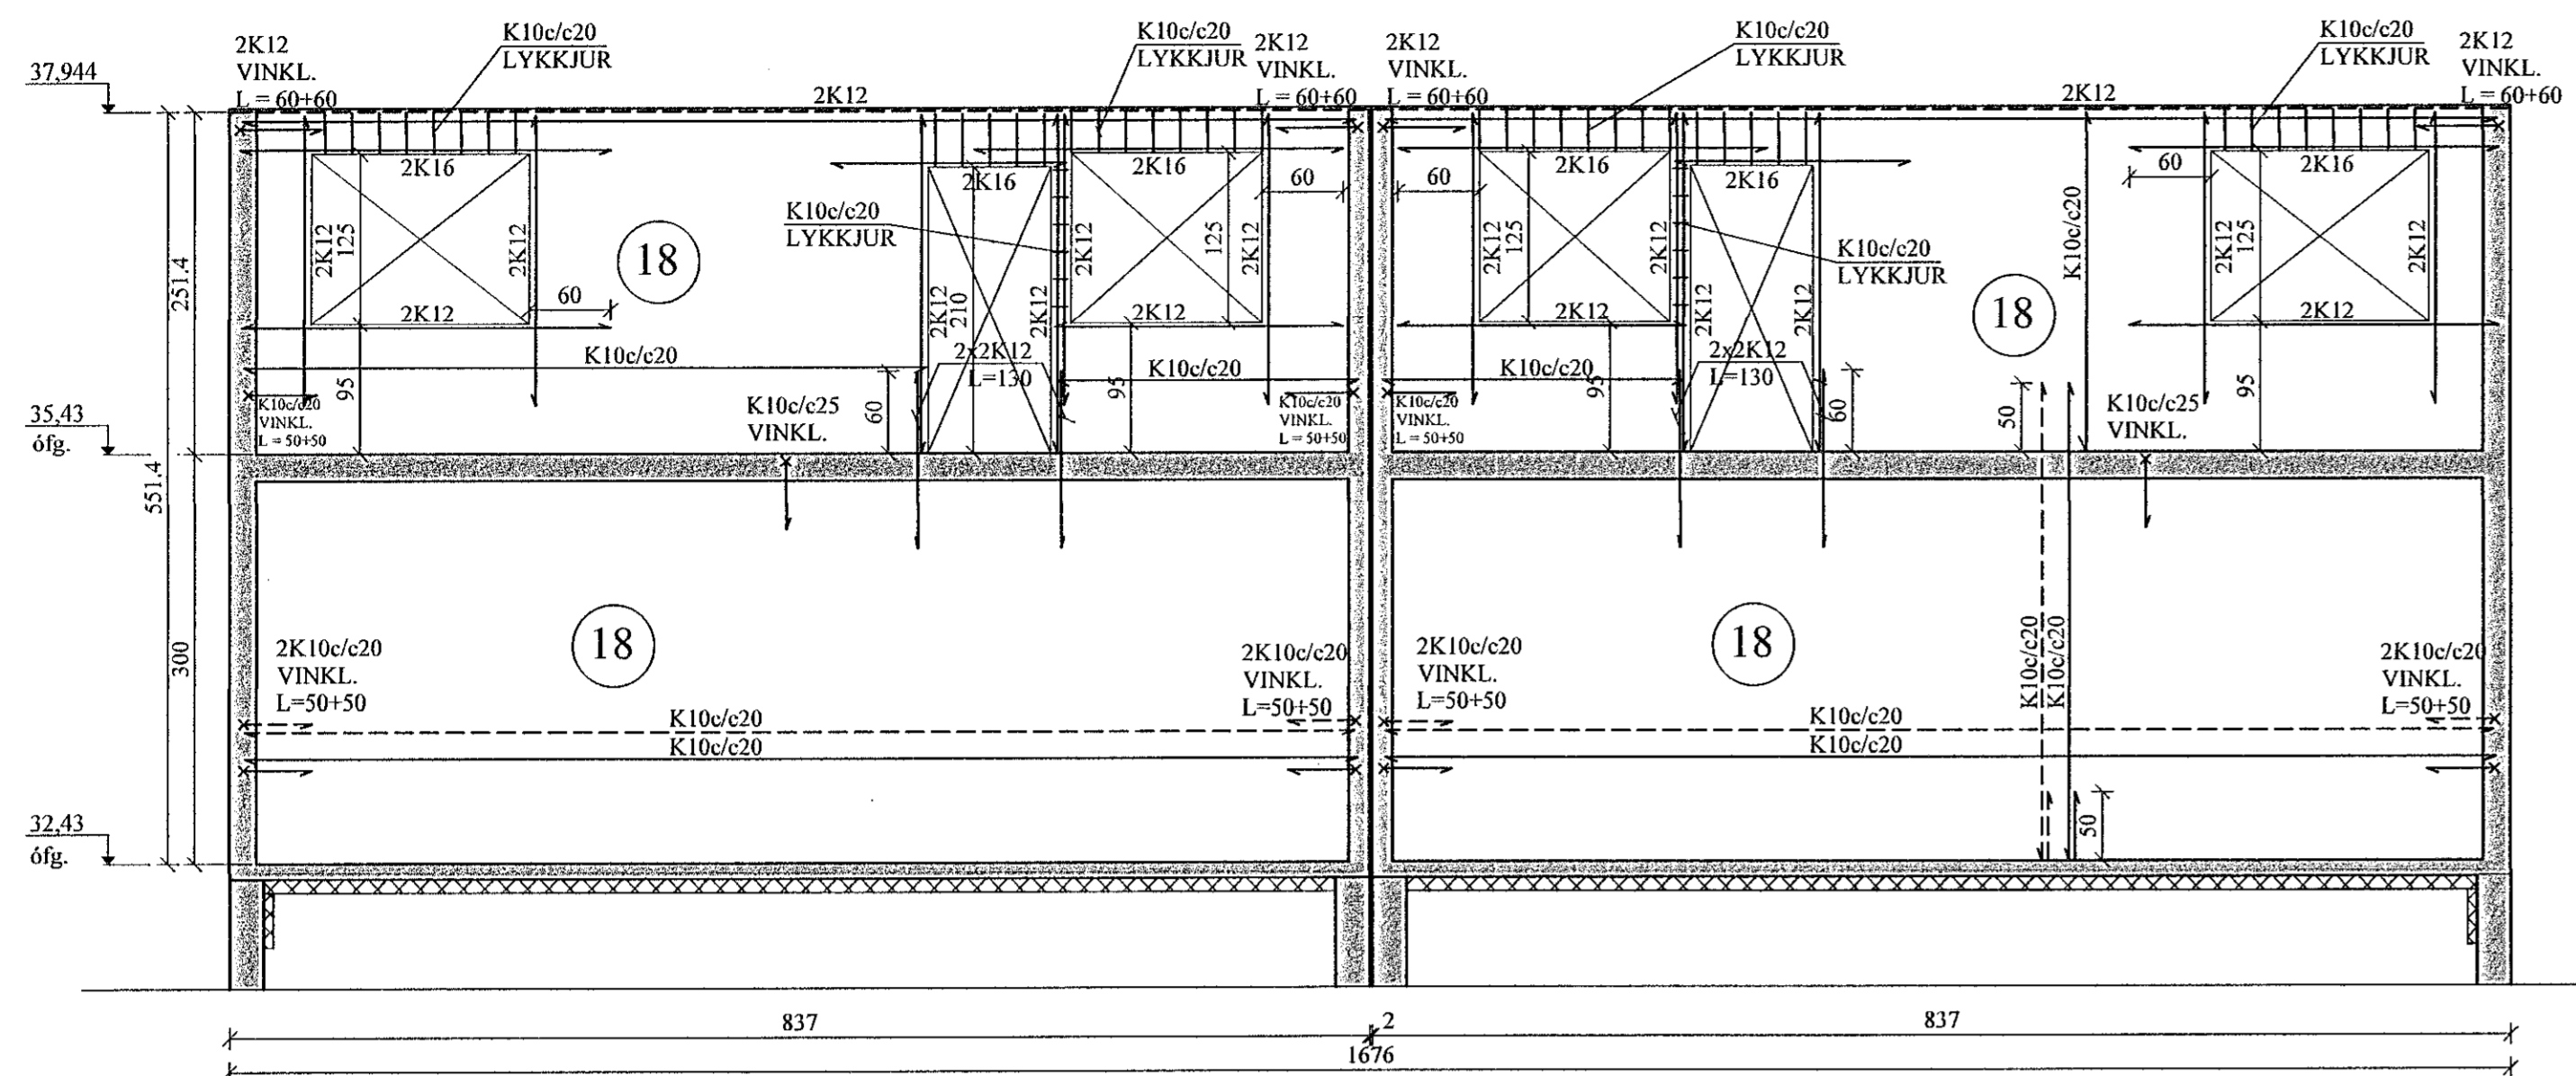 K10c/c20
LYKKJUR
K10c/c20
LYKKJUR
K10c/c20
LYKKJUR
K10c/c20
LYKKJUR
2K12
VINKL.
L = 60+60
2K12
VINKL.
L = 60+60
2K12
VINKL.
L = 60+60
2K12
VINKL.
L = 60+60
37,944
2K12
2K12
2K16
2K16
2K16
2K16
2K16
2K16
60
60
60
K10c/c20
LYKKJUR
2K12
125
2K12
18
2K12
210
2K12
2K12
125
2K12
2K12
125
2K12
2K12
2K12
K10c/c20
LYKKJUR
K10c/c20
18
2K12
125
2K12
251.4
60
2K12
2K12
2K12
2K12
K10c/c20
2x2K12
L=130
K10c/c20
K10c/c20
2x2K12
L=130
95
60
95
95
60
50
95
K10c/c20
VINKL.
L = 50+50
K10c/c25
VINKL.
K10c/c20
VINKL.
L = 50+50
K10c/c20
VINKL.
L = 50+50
K10c/c25
VINKL.
35,43
ófg.
551.4
300
18
18
2K10c/c20
VINKL.
L=50+50
2K10c/c20
VINKL.
L=50+50
2K10c/c20
VINKL.
L=50+50
2K10c/c20
VINKL.
L=50+50
K10c/c20
K10c/c20
K10c/c20
K10c/c20
K10c/c20
K10c/c20
50
32,43
ófg.
837
2
837
1676